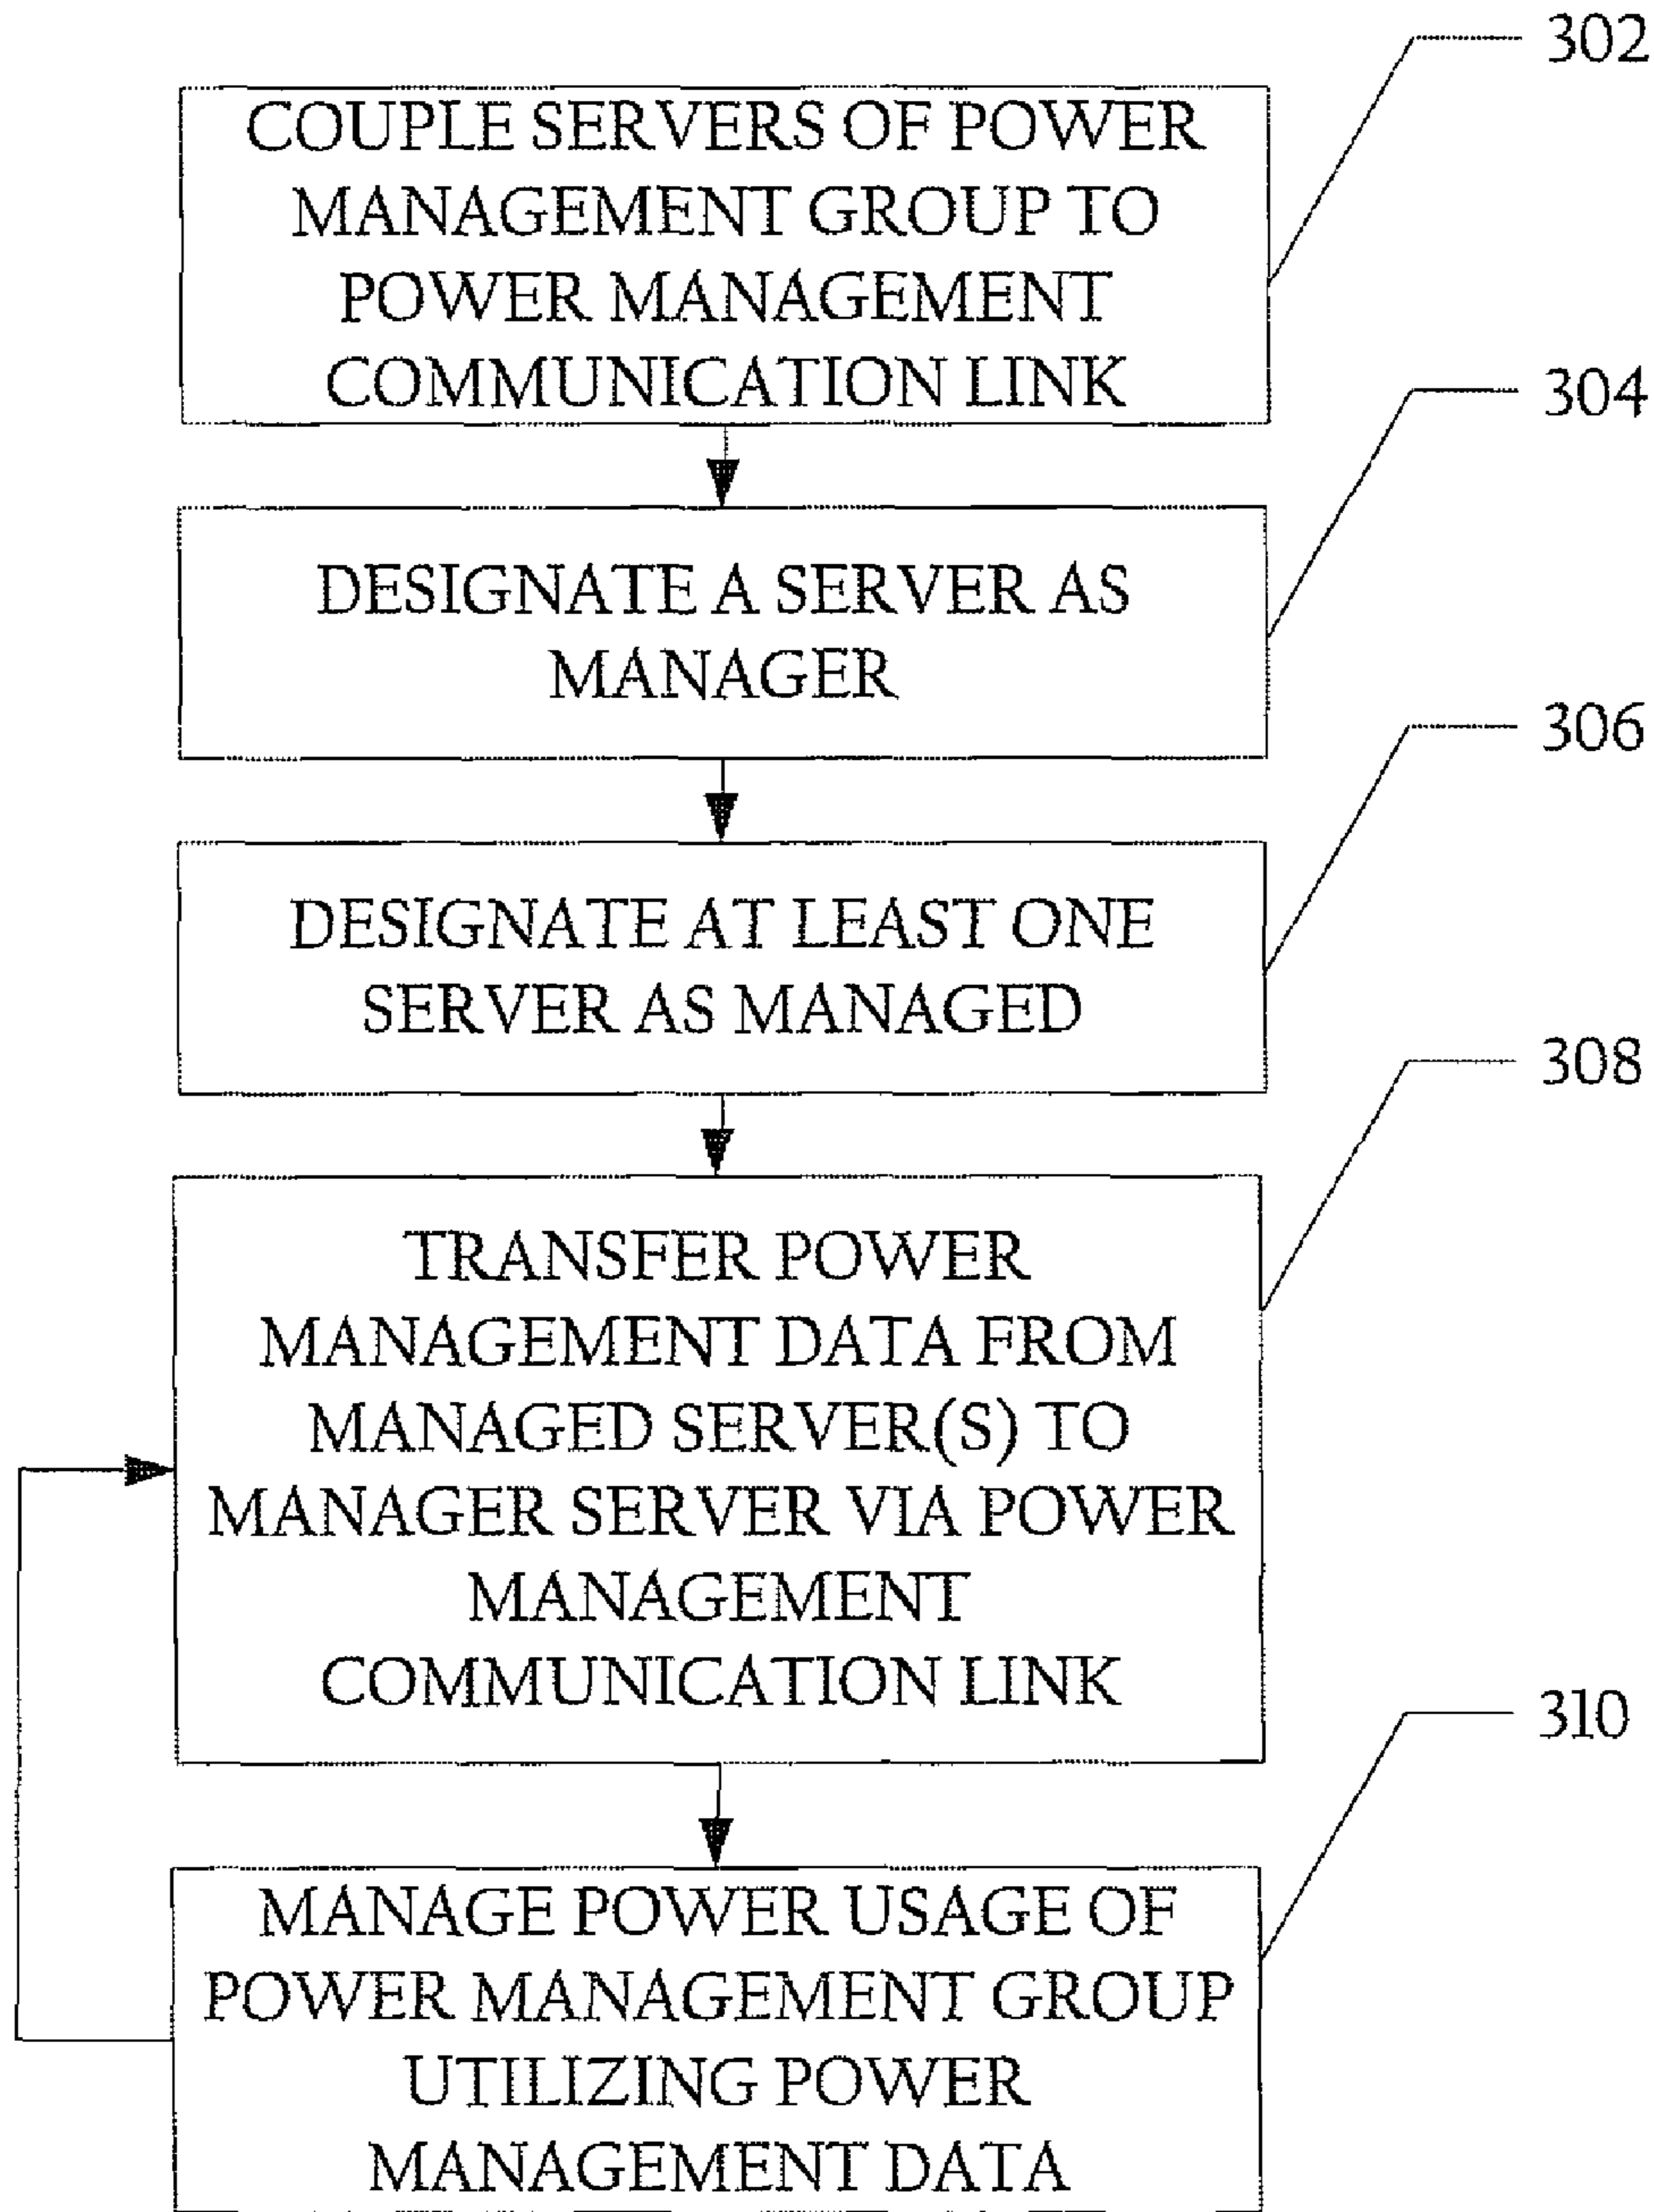 302
COUPLE SERVERS OF POWER
MANAGEMENT GROUP TO
POWER MANAGEMENT
COMMUNICATION LINK
304
DESIGNATE A SERVER AS
MANAGER
306
DESIGNATE AT LEAST ONE
SERVER AS MANAGED
308
TRANSFER POWER
MANAGEMENT DATA FROM
MANAGED SERVER(S) TO
MANAGER SERVER VIA POWER
MANAGEMENT
COMMUNICATION LINK
310
MANAGE POWER USAGE OF
POWER MANAGEMENT GROUP
UTILIZING POWER
MANAGEMENT DATA